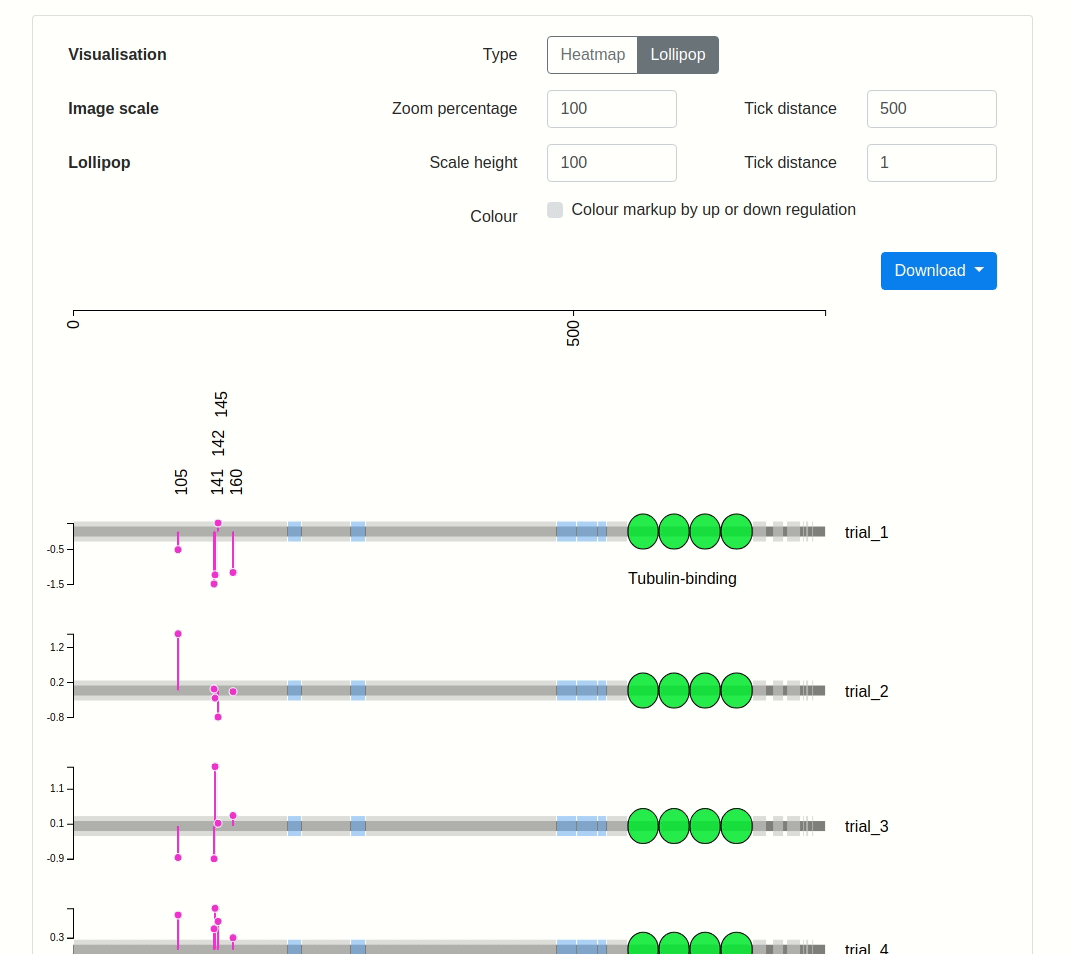 Visualisation Type Heatmap Lollipop
Image scale Zoom percentage 100 Tick distance 500
Lollipop Scale height 100 Tick distance 1
Colour Colour markup by up or down regulation
Download
0 500
145
142
105 141 160
trial_1
-0.5
Tubulin-binding
-1.5
1.2
0.2
trial_2
-0.8
1.1
0.1
trial_3
-0.9
0.3
trial_4